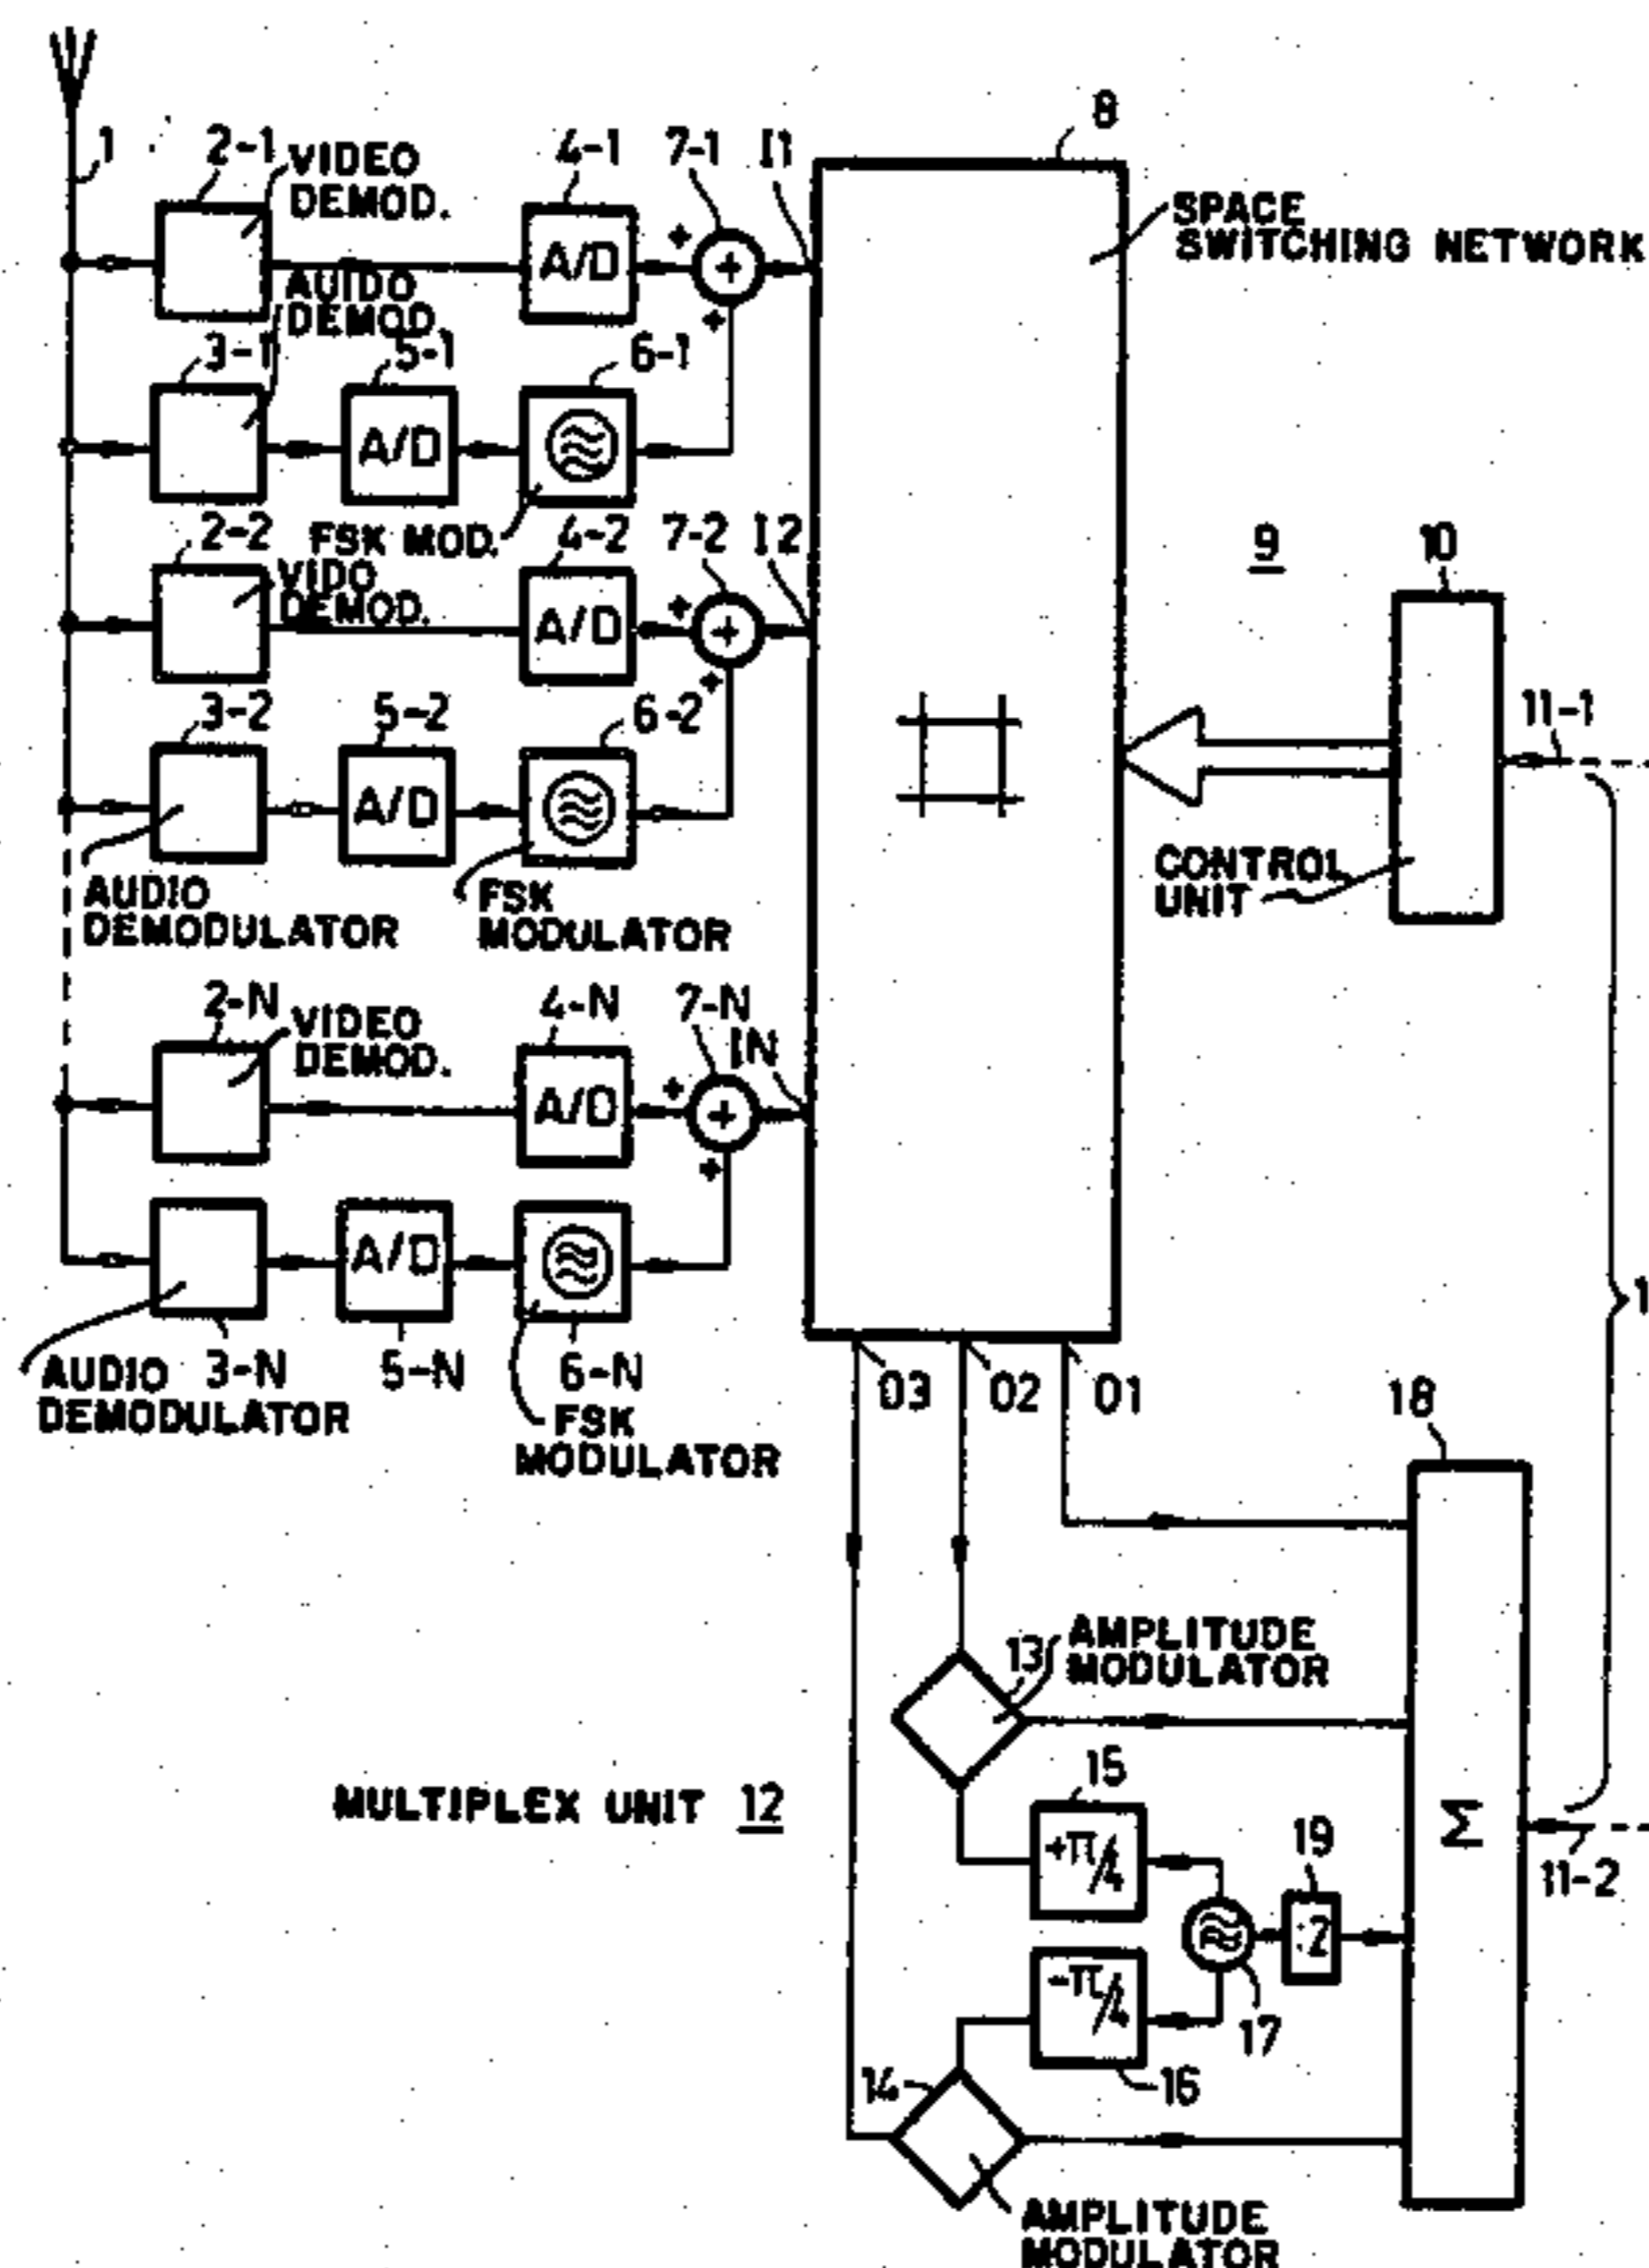 8
1
2-1
VIDEO
DEMOD.
4-1
7-1
I1
SPACE
SWITCHING NETWORK
+
A/D
+
AUIDO
DEMOD.
+
3-1
5-1
6-1
A/D
FSK MOD.
2-2
VIDO
DEMOD.
4-2
7-2
I2
9
10
+
A/D
+
+
3-2
5-2
6-2
11-1
A/D
CONTROL
UNIT
AUDIO
DEMODULATOR
FSK
MODULATOR
2-N
VIDEO
DEMOD.
4-N
7-N
IN
+
A/D
+
+
A/D
1
3-N
5-N
6-N
AUDIO
DEMODULATOR
FSK
MODULATOR
03
02
01
18
13
AMPLITUDE
MODULATOR
15
MULTIPLEX UNIT 12
+π/4
19
Σ
:2
11-2
-π/4
17
14
16
AMPLITUDE
MODULATOR